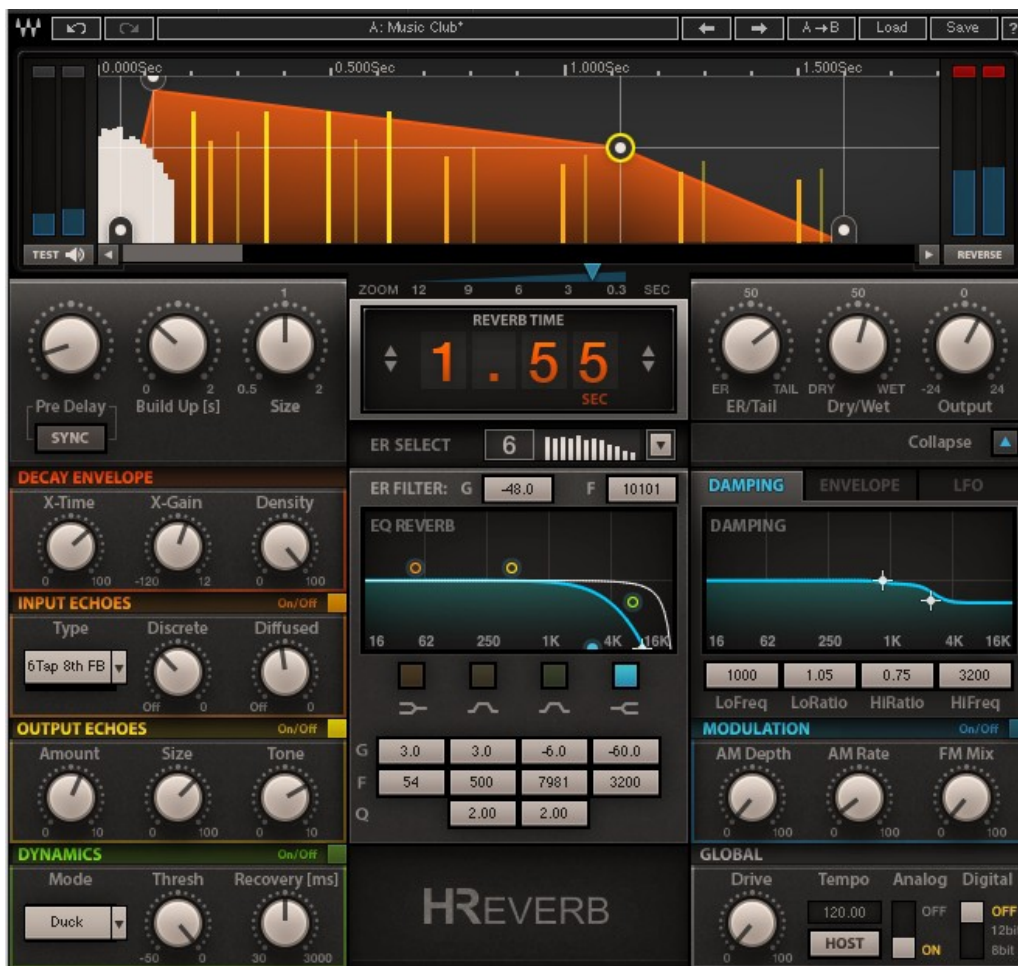 A: Music Club*
A→B
Load
Save
?
0.000Sec
0.500Sec
1.000Sec
1.500Sec
TEST
REVERSE
ZOOM 12 9 6 3 0.3 SEC
1
0 2
0.5 2
Pre Delay
Build Up [s]
Size
SYNC
REVERB TIME
1.55
SEC
50 50 0
ER TAIL DRY WET -24 24
ER/Tail Dry/Wet Output
ER SELECT 6
Collapse
DECAY ENVELOPE
X-Time X-Gain Density
0 100 -120 12 0 100
INPUT ECHOES On/Off
Type Discrete Diffused
6Tap 8th FB
Off 0 Off 0
OUTPUT ECHOES On/Off
Amount Size Tone
0 10 0 100 0 10
DYNAMICS On/Off
Mode Thresh Recovery [ms]
Duck
-50 0 30 3000
ER FILTER: G -48.0 F 10101
EQ REVERB
16 62 250 1K 4K 16K
G 3.0 3.0 -6.0 -60.0
F 54 500 7981 3200
Q 2.00 2.00
HREVERB
DAMPING ENVELOPE LFO
DAMPING
16 62 250 1K 4K 16K
1000 1.05 0.75 3200
LoFreq LoRatio HiRatio HiFreq
MODULATION On/Off
AM Depth AM Rate FM Mix
0 100 0 100 0 100
GLOBAL
Drive Tempo Analog Digital
0 100
120.00
HOST
OFF
ON
OFF
12bit
8bit